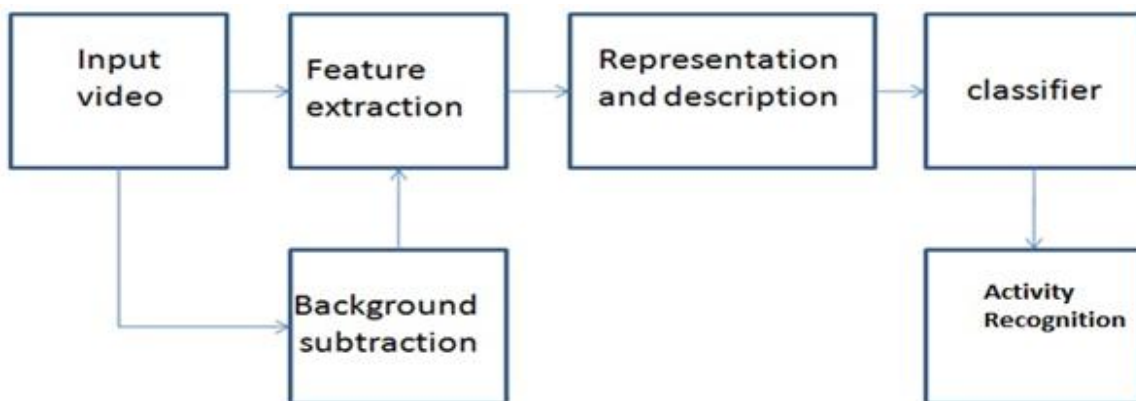 Input
video
Feature
extraction
Representation
and description
classifier
Background
subtraction
Activity
Recognition